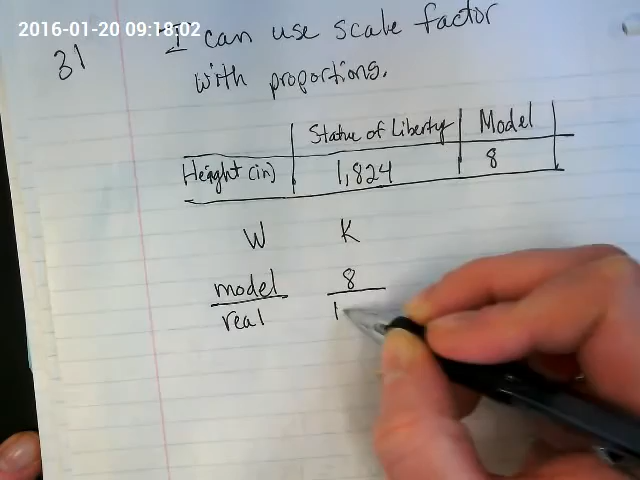 2016-01-20 09:18:02
31
I can use scale factor
with proportions.
Statue of Liberty Model
Height (in) 1,824 8
W K
model 8
real 1